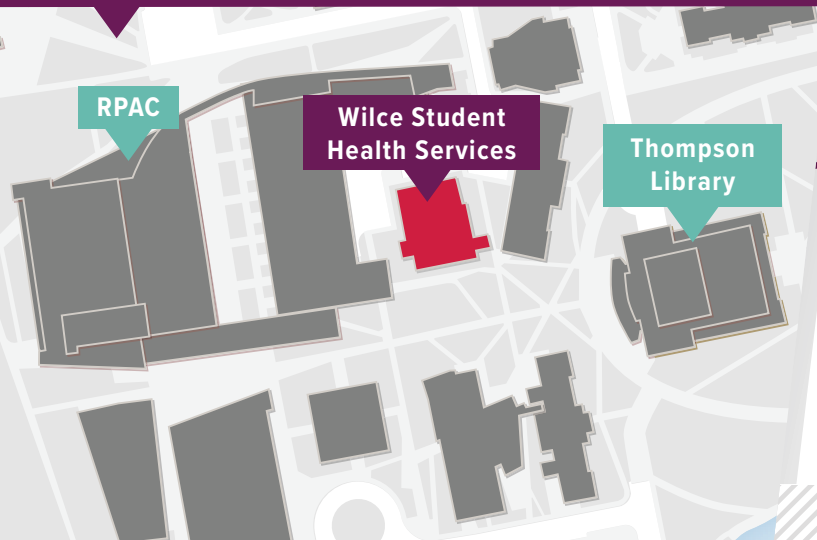 RPAC
Wilce Student
Health Services
Thompson
Library